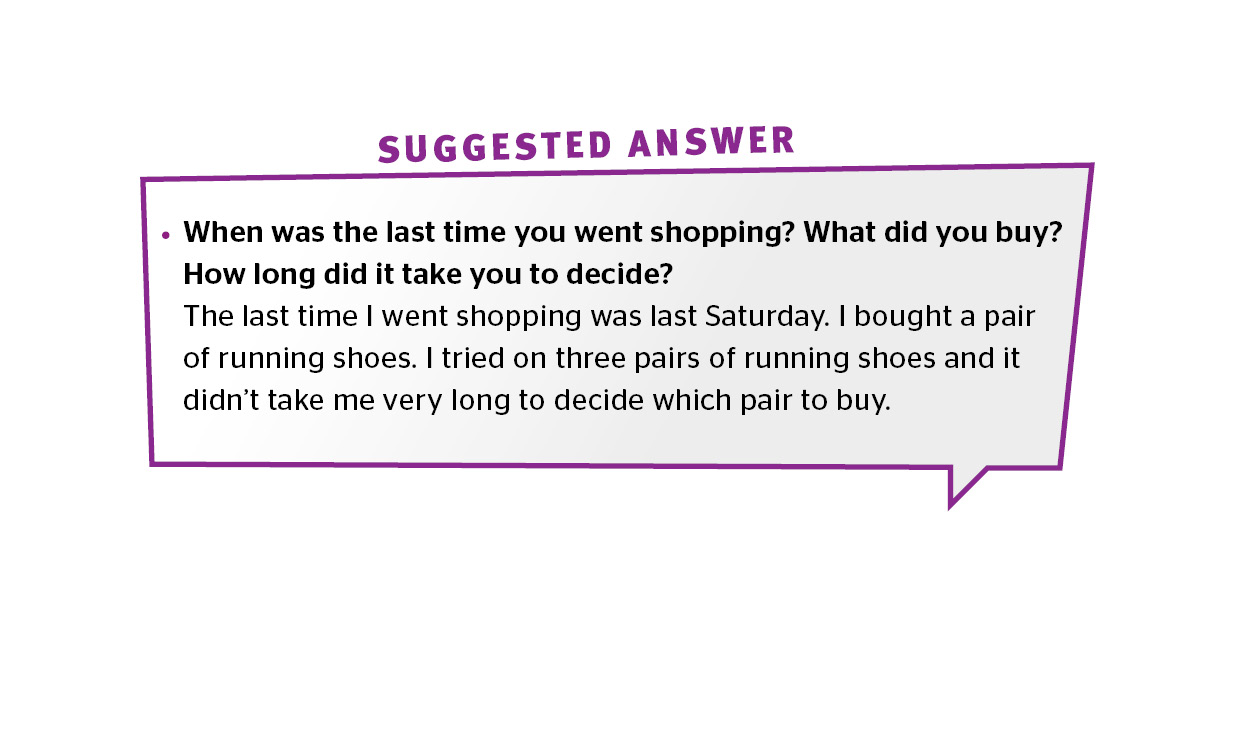 SUGGESTED ANSWER
• When was the last time you went shopping? What did you buy?
How long did it take you to decide?
The last time I went shopping was last Saturday. I bought a pair
of running shoes. I tried on three pairs of running shoes and it
didn’t take me very long to decide which pair to buy.